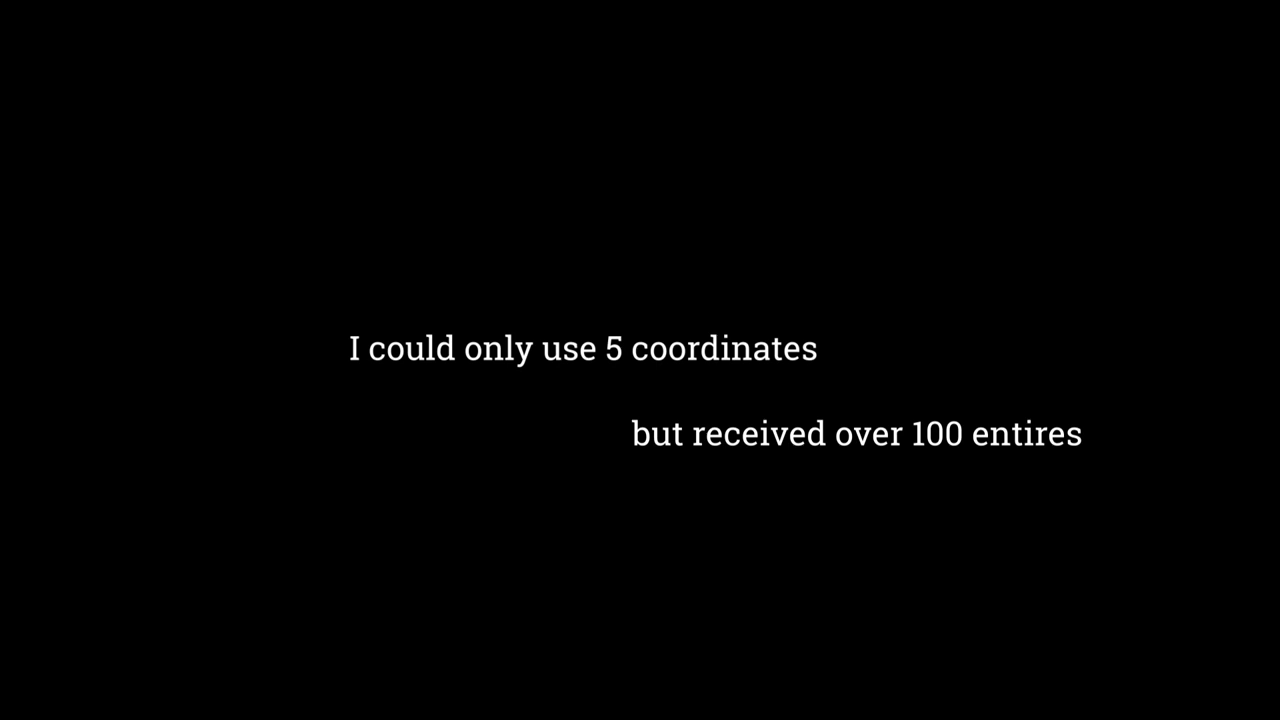 I could only use 5 coordinates
but received over 100 entires